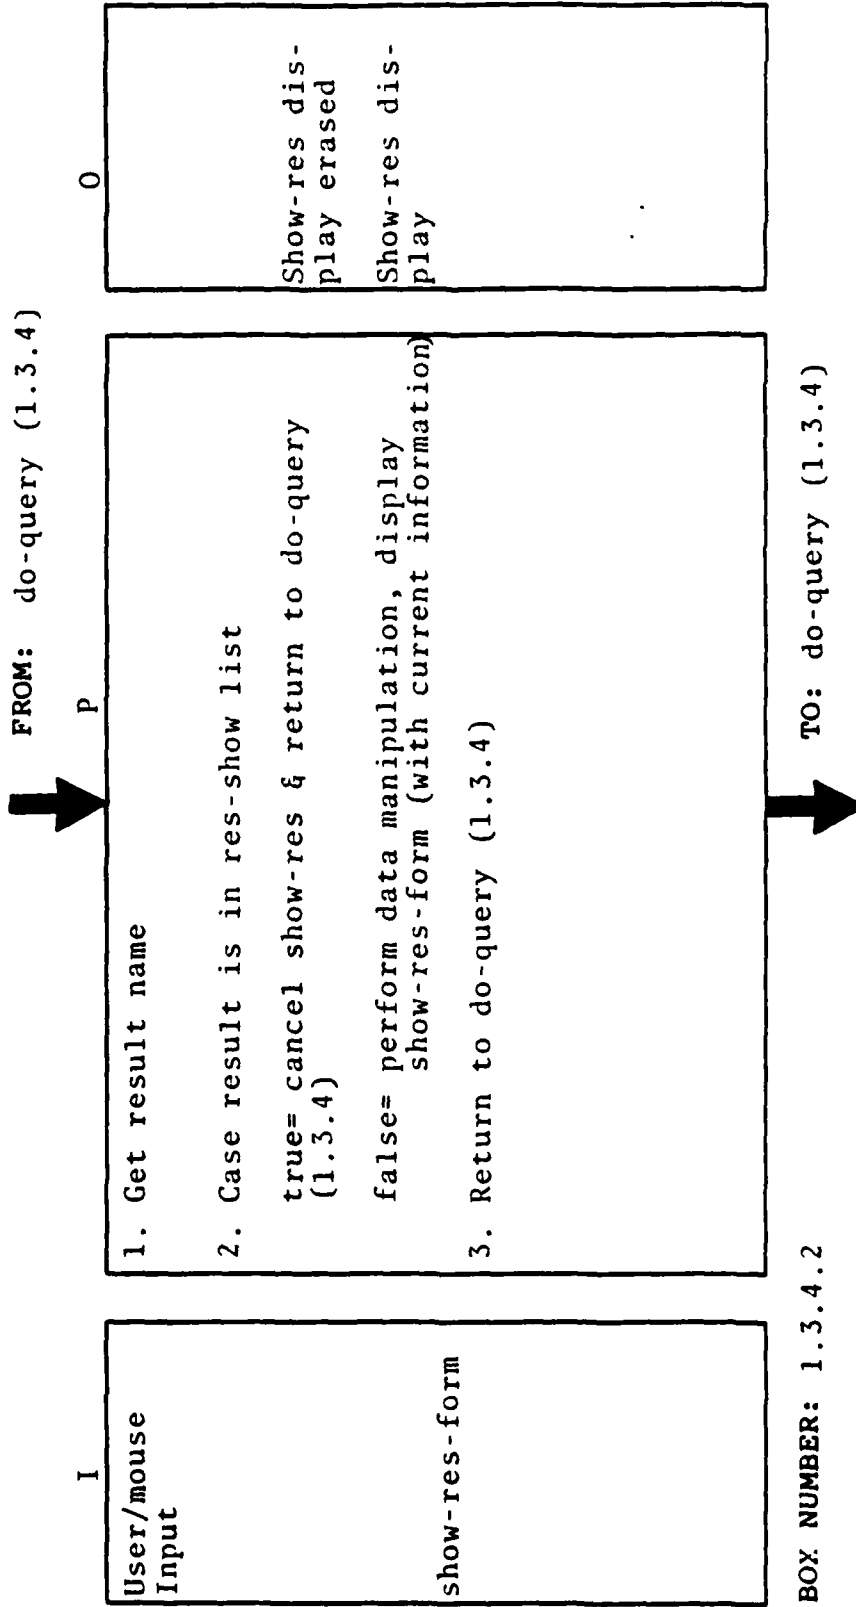 FROM: do-query (1.3.4)
I
User/mouse
Input
show-res-form
P
1. Get result name
2. Case result is in res-show list
true= cancel show-res & return to do-query
(1.3.4)
false= perform data manipulation, display
show-res-form (with current information)
3. Return to do-query (1.3.4)
O
Show-res dis-
play erased
Show-res dis-
play
BOX NUMBER: 1.3.4.2
TO: do-query (1.3.4)